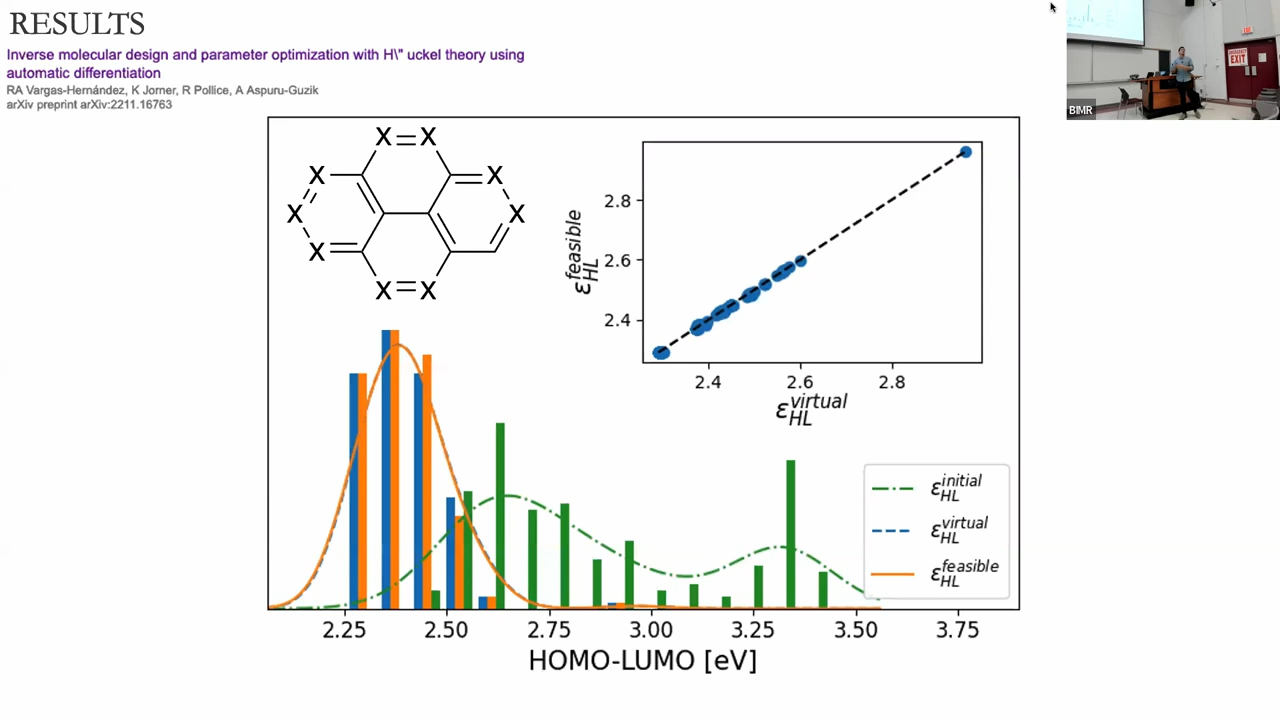 RESULTS
Inverse molecular design and parameter optimization with H\" uckel theory using
automatic differentiation
RA Vargas-Hernández, K Jorner, R Pollice, A Aspuru-Guzik
arXiv preprint arXiv:2211.16763
BIMR
EMERGENCY
EXIT
X=X
X X
X X
X
X=X
2.8
2.6
2.4
ε_HL^feasible
2.4 2.6 2.8
ε_HL^virtual
ε_HL^initial
ε_HL^virtual
ε_HL^feasible
2.25 2.50 2.75 3.00 3.25 3.50 3.75
HOMO-LUMO [eV]